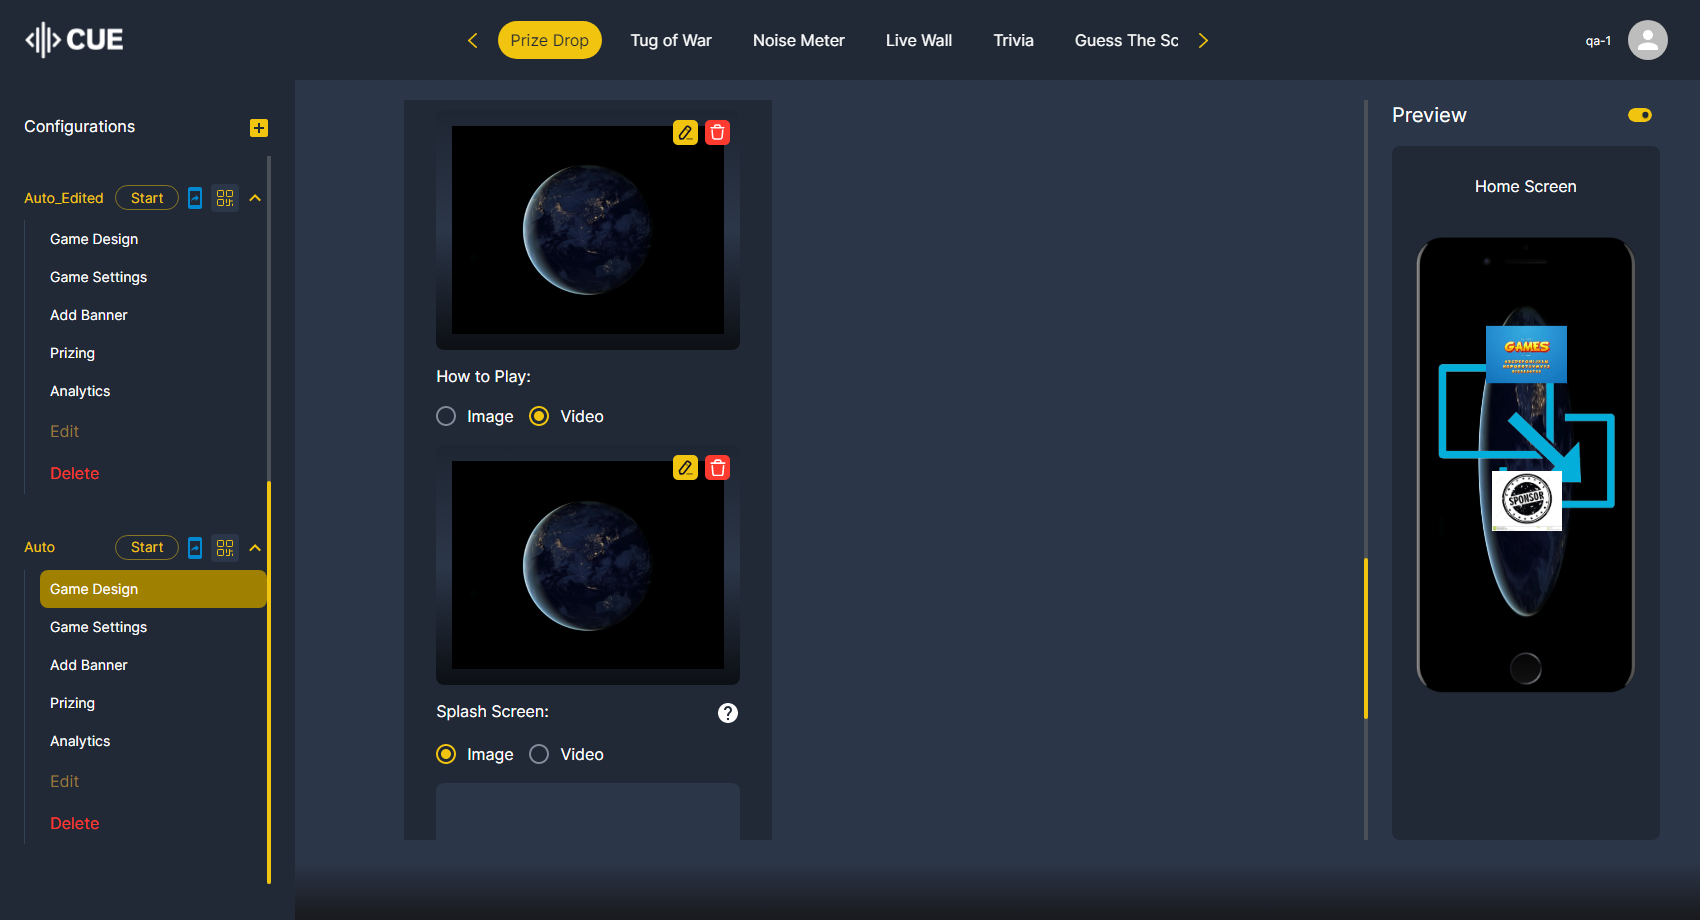 CUE
Prize Drop
Tug of War
Noise Meter
Live Wall
Trivia
Guess The Sc
qa-1
Configurations
Auto_Edited
Start
Game Design
Game Settings
Add Banner
Prizing
Analytics
Edit
Delete
Auto
Start
Game Design
Game Settings
Add Banner
Prizing
Analytics
Edit
Delete
How to Play:
Image
Video
Splash Screen:
?
Image
Video
Preview
Home Screen
GAMES
SPONSOR